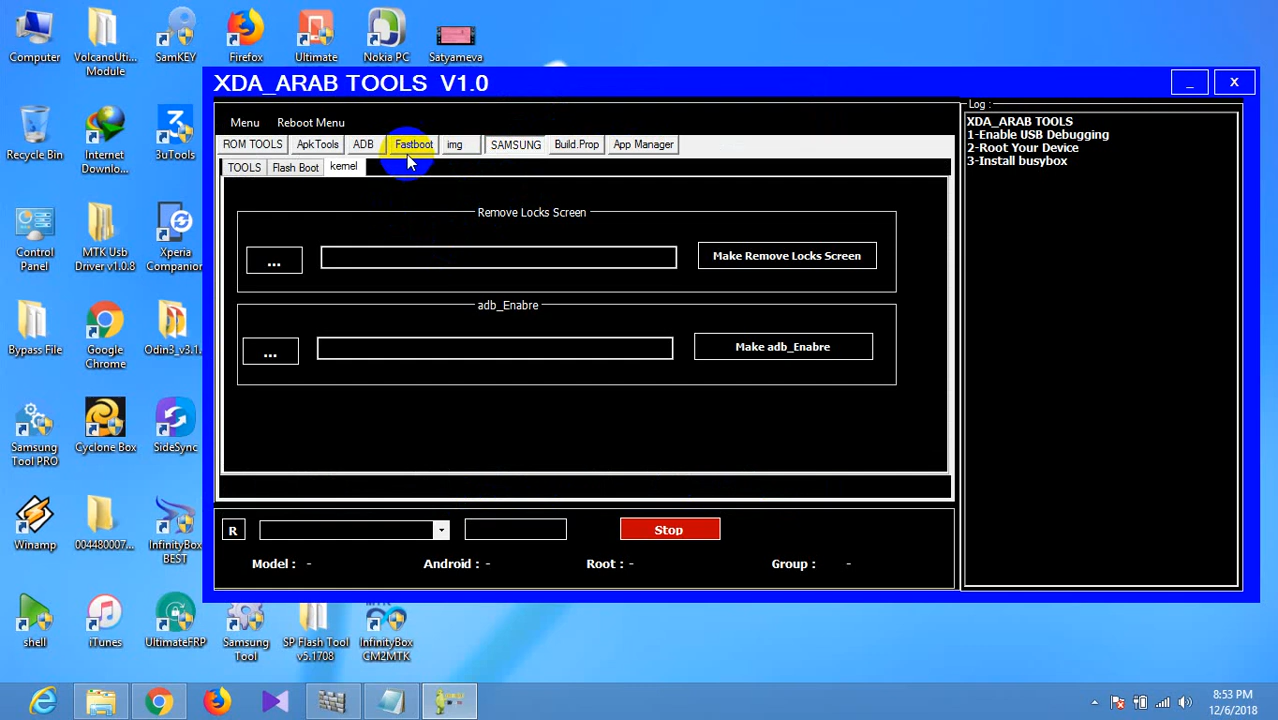 Computer
VolcanoUti...
Module
SamKEY
Firefox
Ultimate
Nokia PC
Satyameva
Recycle Bin
Internet
Downlo...
3uTools
Control
Panel
MTK Usb
Driver v1.0.8
Xperia
Companion
Bypass File
Google
Chrome
Odin3_v3.1.
Samsung
Tool PRO
Cyclone Box
SideSync
Winamp
004480007...
InfinityBox
BEST
shell
iTunes
UltimateFRP
Samsung
Tool
SP Flash Tool
v5.1708
InfinityBox
CM2MTK
XDA_ARAB TOOLS V1.0
_
X
Menu
Reboot Menu
ROM TOOLS
ApkTools
ADB
Fastboot
img
SAMSUNG
Build.Prop
App Manager
TOOLS
Flash Boot
kernel
Remove Locks Screen
...
Make Remove Locks Screen
adb_Enabre
...
Make adb_Enabre
R
Stop
Model : -
Android : -
Root : -
Group : -
Log :
XDA_ARAB TOOLS
1-Enable USB Debugging
2-Root Your Device
3-Install busybox
8:53 PM
12/6/2018